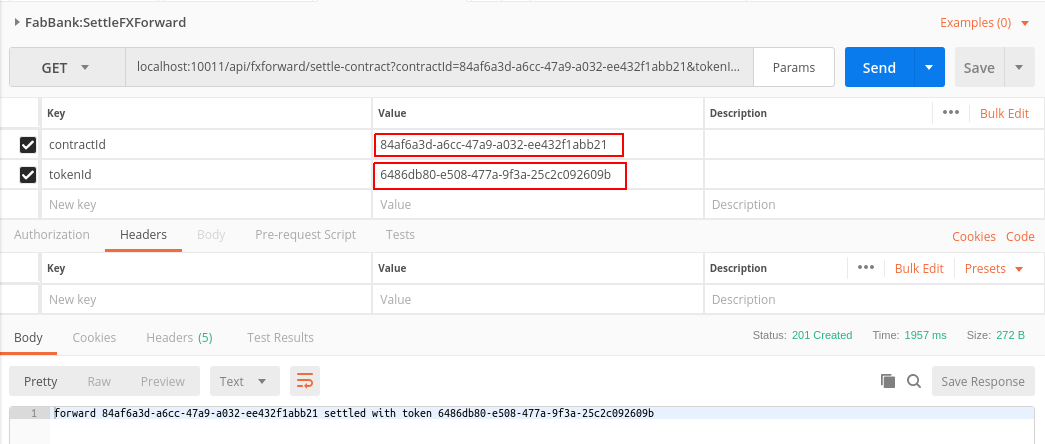 FabBank:SettleFXForward Examples (0)
GET localhost:10011/api/fxforward/settle-contract?contractId=84af6a3d-a6cc-47a9-a032-ee432f1abb21&tokenI... Params Send Save
Key Value Description ••• Bulk Edit
contractId 84af6a3d-a6cc-47a9-a032-ee432f1abb21
tokenId 6486db80-e508-477a-9f3a-25c2c092609b
New key Value Description
Authorization Headers Body Pre-request Script Tests Cookies Code
Key Value Description ••• Bulk Edit Presets
New key Value Description
Body Cookies Headers (5) Test Results Status: 201 Created Time: 1957 ms Size: 272 B
Pretty Raw Preview Text Save Response
1 forward 84af6a3d-a6cc-47a9-a032-ee432f1abb21 settled with token 6486db80-e508-477a-9f3a-25c2c092609b